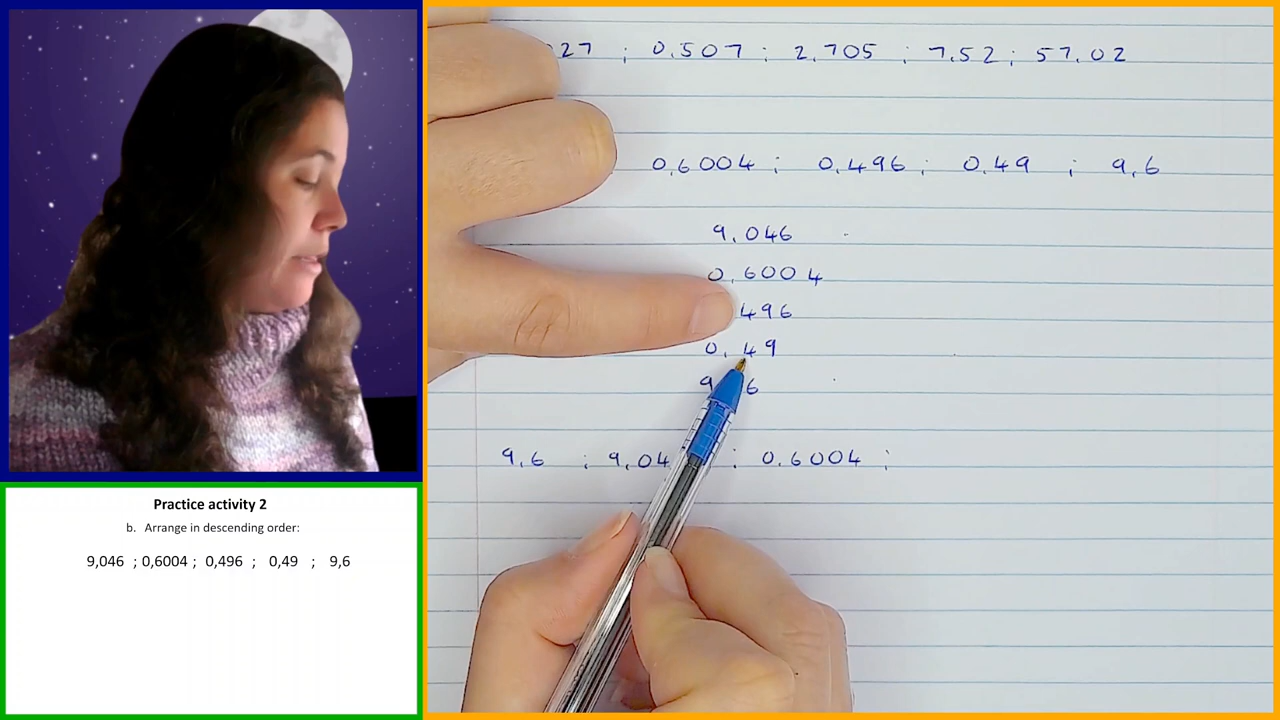 Practice activity 2
b. Arrange in descending order:
9,046 ; 0,6004 ; 0,496 ; 0,49 ; 9,6
27 ; 0,507 ; 2,705 ; 7,52 ; 57,02
0,6004 ; 0,496 ; 0,49 ; 9,6
9,046
0,6004
496
0,49
9 6
9,6 ; 9,04 ; 0,6004 ;